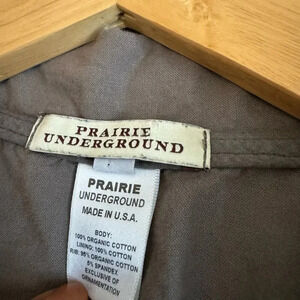 PRAIRIE
UNDERGROUND
PRAIRIE
UNDERGROUND
MADE IN U.S.A.
BODY:
100% ORGANIC COTTON
LINING: 100% COTTON
RIB: 95% ORGANIC COTTON
5% SPANDEX
EXCLUSIVE OF
ORNAMENTATION